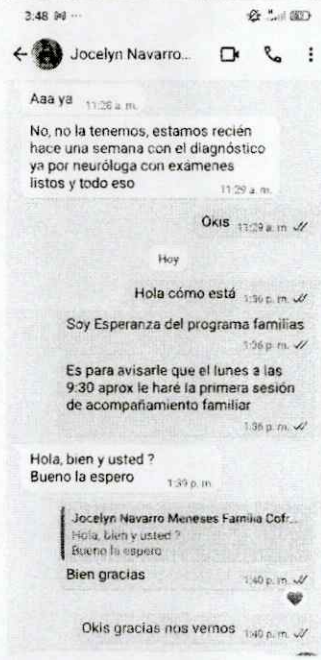 3:48
Jocelyn Navarro...
Aaa ya 11:28 a. m.
No, no la tenemos, estamos recién
hace una semana con el diagnóstico
ya por neuróloga con exámenes
listos y todo eso
11:29 a. m.
Okis 11:29 a. m.
Hoy
Hola cómo está 1:36 p. m.
Soy Esperanza del programa familias
1:36 p. m.
Es para avisarle que el lunes a las
9:30 aprox le haré la primera sesión
de acompañamiento familiar
1:36 p. m.
Hola, bien y usted ?
Bueno la espero 1:39 p. m.
Jocelyn Navarro Meneses Familia Cofr...
Hola, bien y usted ?
Bueno la espero
Bien gracias 1:40 p. m.
Okis gracias nos vemos 1:40 p. m.